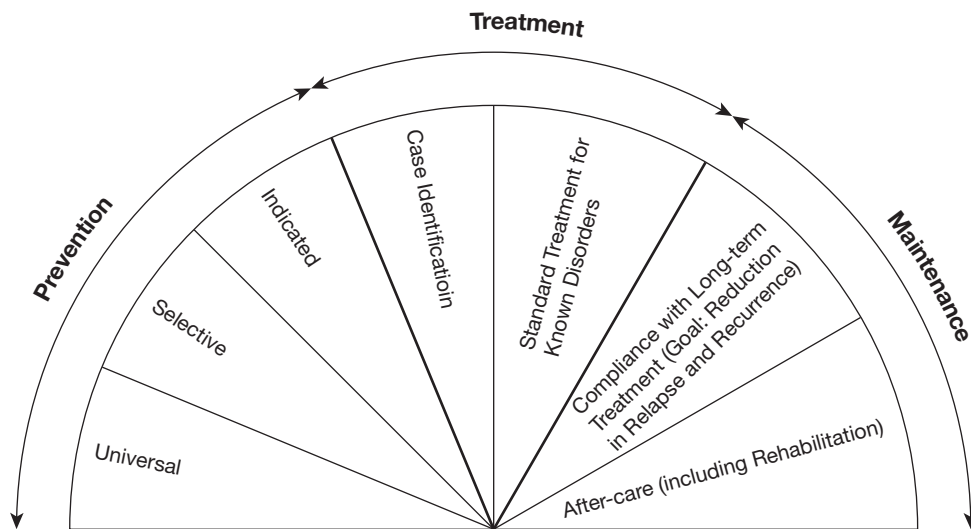 Treatment
Prevention
Maintenance
Universal
Selective
Indicated
Case Identificatioin
Standard Treatment for
Known Disorders
Compliance with Long-term
Treatment (Goal: Reduction
in Relapse and Recurrence)
After-care (including Rehabilitation)